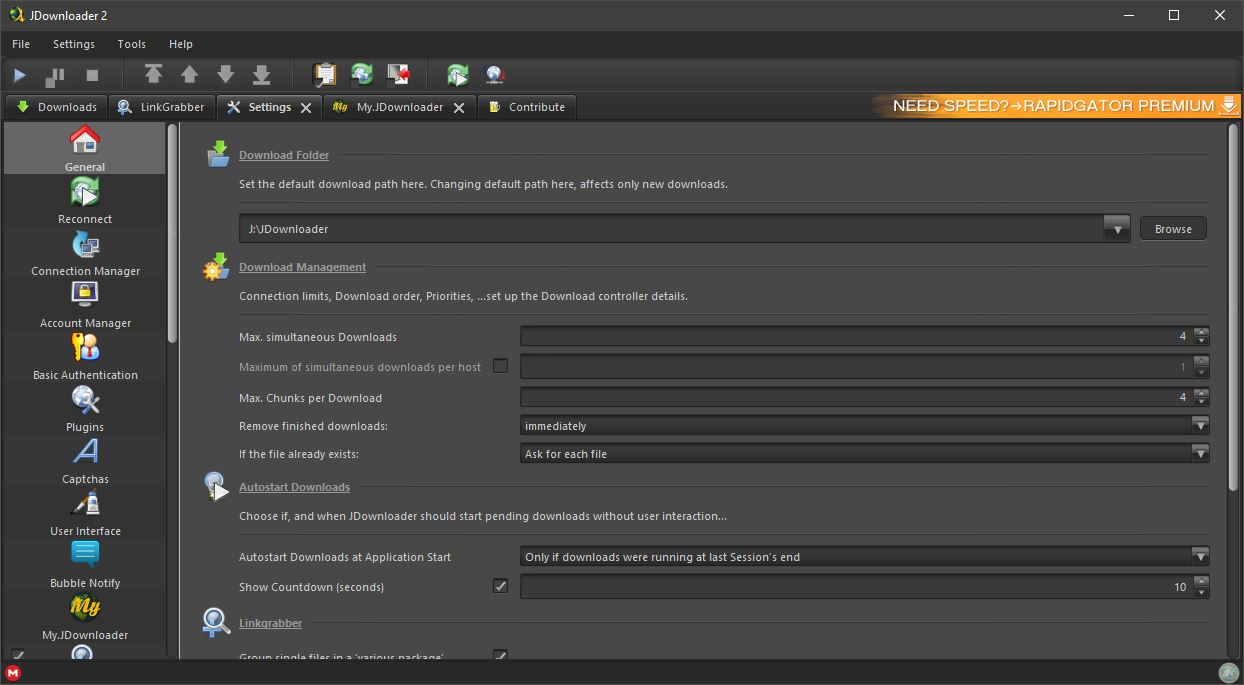 JDownloader 2
File Settings Tools Help
Downloads LinkGrabber Settings My.JDownloader Contribute NEED SPEED?→RAPIDGATOR PREMIUM
General
Reconnect
Connection Manager
Account Manager
Basic Authentication
Plugins
Captchas
User Interface
Bubble Notify
My
My.JDownloader
Download Folder
Set the default download path here. Changing default path here, affects only new downloads.
J:\JDownloader Browse
Download Management
Connection limits, Download order, Priorities, ...set up the Download controller details.
Max. simultaneous Downloads 4
Maximum of simultaneous downloads per host 1
Max. Chunks per Download 4
Remove finished downloads: immediately
If the file already exists: Ask for each file
Autostart Downloads
Choose if, and when JDownloader should start pending downloads without user interaction...
Autostart Downloads at Application Start Only if downloads were running at last Session's end
Show Countdown (seconds) 10
Linkgrabber
Group single files in a 'various package'
M